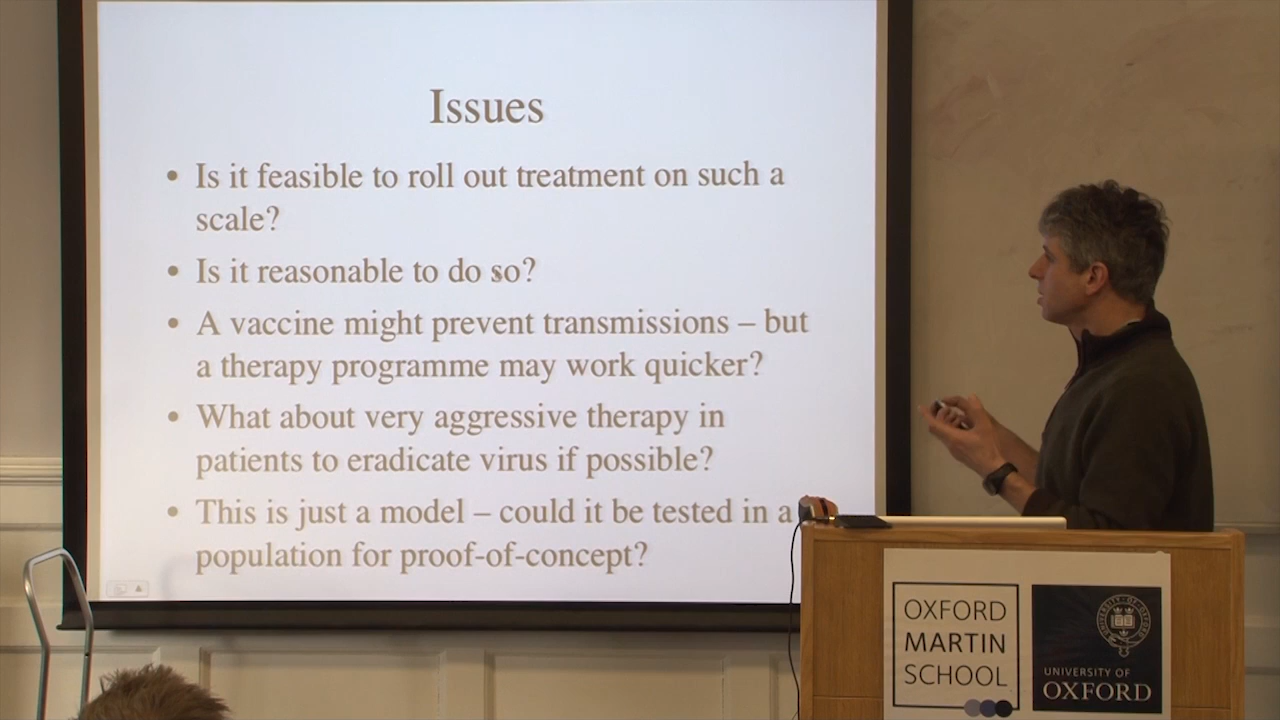 Issues
• Is it feasible to roll out treatment on such a
scale?
• Is it reasonable to do so?
• A vaccine might prevent transmissions – but
a therapy programme may work quicker?
• What about very aggressive therapy in
patients to eradicate virus if possible?
• This is just a model – could it be tested in a
population for proof-of-concept?
OXFORD
MARTIN
SCHOOL
UNIVERSITY OF
OXFORD